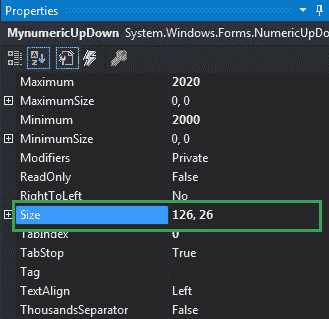 Properties
MynumericUpDown System.Windows.Forms.NumericUpD
Maximum 2020
MaximumSize 0, 0
Minimum 2000
MinimumSize 0, 0
Modifiers Private
ReadOnly False
RightToLeft No
Size 126, 26
TabIndex 0
TabStop True
Tag
TextAlign Left
ThousandsSeparator False